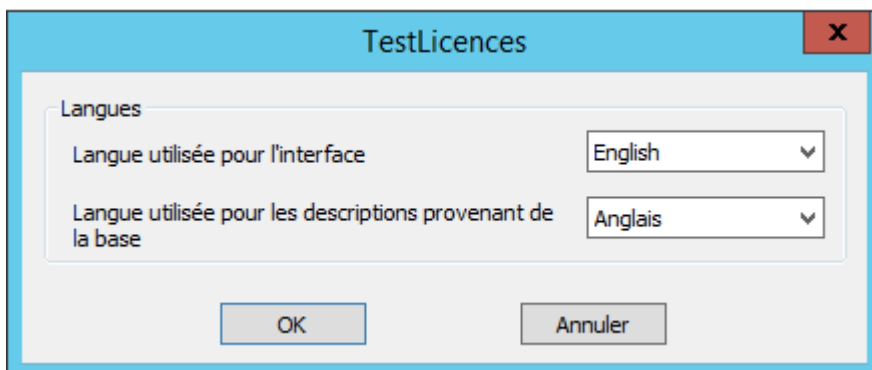 TestLicences
x
Langues
Langue utilisée pour l'interface
English
Langue utilisée pour les descriptions provenant de
la base
Anglais
OK
Annuler